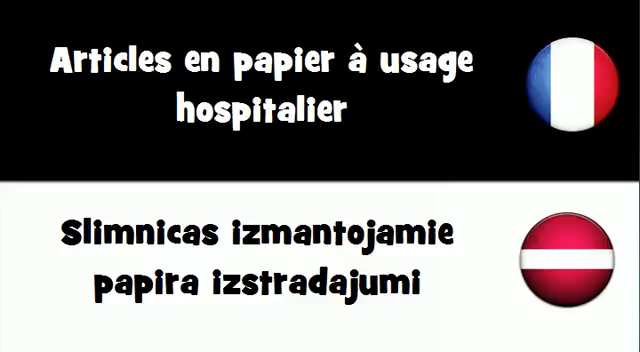 Articles en papier à usage
hospitalier
Slimnicas izmantojamie
papira izstradajumi